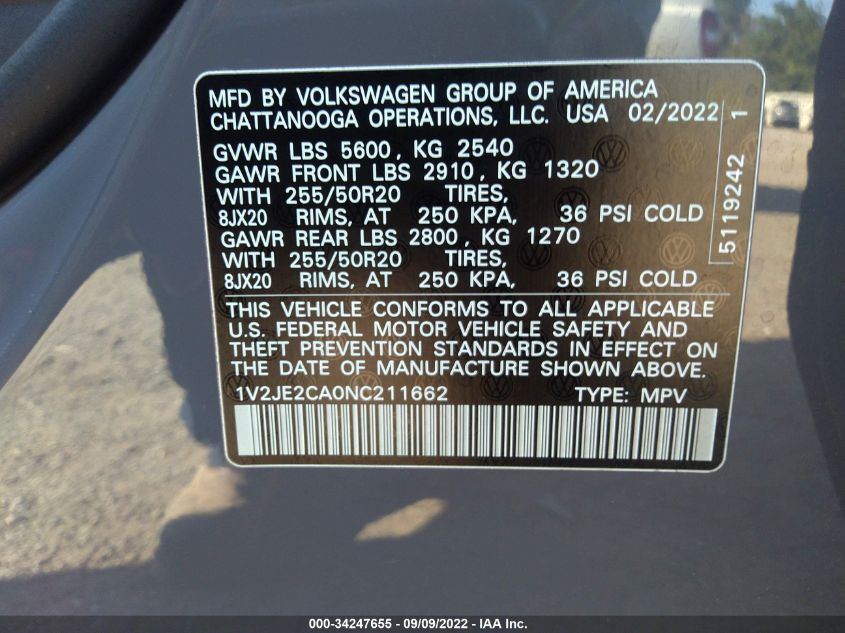 MFD BY VOLKSWAGEN GROUP OF AMERICA
CHATTANOOGA OPERATIONS, LLC. USA 02/2022
GVWR LBS 5600, KG 2540
GAWR FRONT LBS 2910, KG 1320
WITH 255/50R20 TIRES,
8JX20 RIMS, AT 250 KPA, 36 PSI COLD
GAWR REAR LBS 2800, KG 1270
WITH 255/50R20 TIRES,
8JX20 RIMS, AT 250 KPA, 36 PSI COLD
5119242 1
THIS VEHICLE CONFORMS TO ALL APPLICABLE
U.S. FEDERAL MOTOR VEHICLE SAFETY AND
THEFT PREVENTION STANDARDS IN EFFECT ON
THE DATE OF MANUFACTURE SHOWN ABOVE.
1V2JE2CA0NC211662 TYPE: MPV
000-34247655 - 09/09/2022 - IAA Inc.